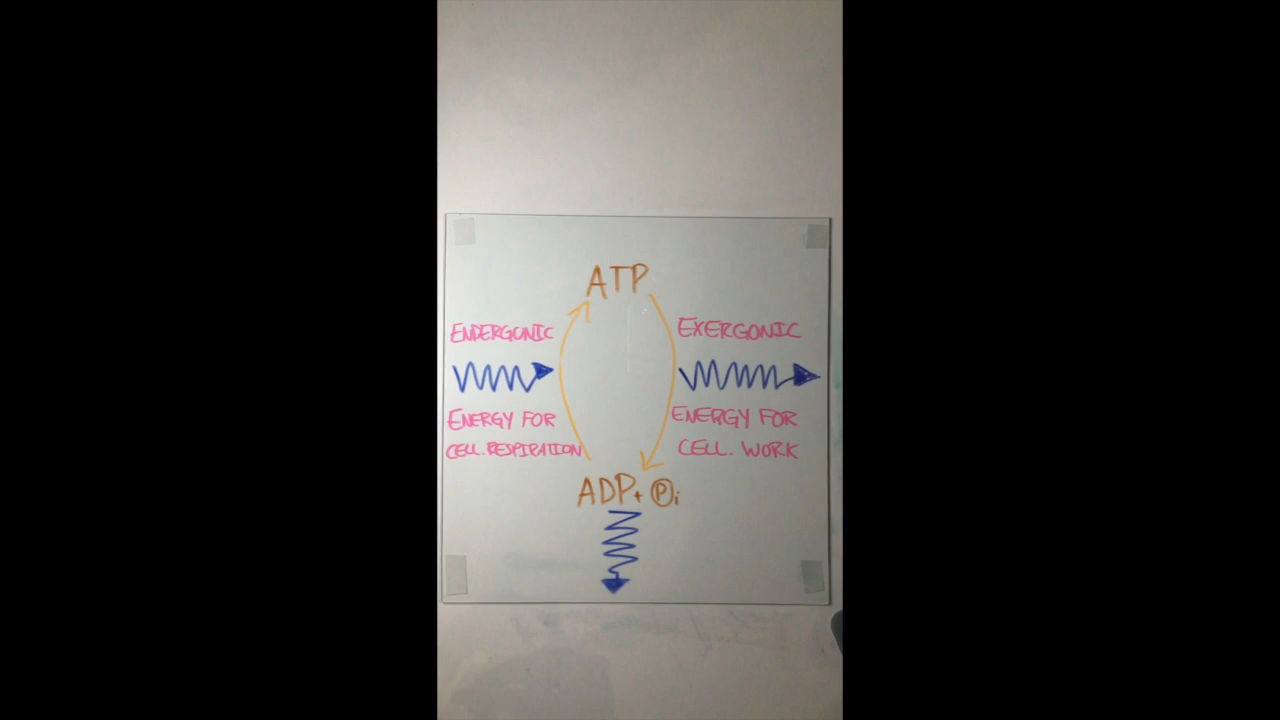 ATP
ENDERGONIC
EXERGONIC
ENERGY FOR
CELL. RESPIRATION
ENERGY FOR
CELL. WORK
ADP + Pi